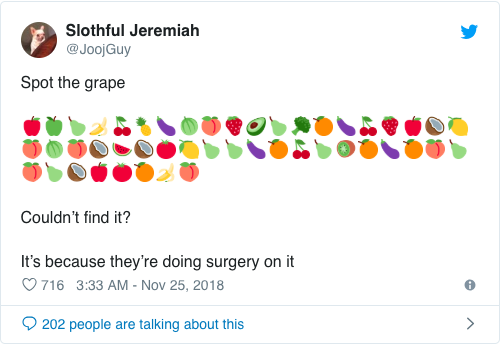 Slothful Jeremiah
@JoojGuy
Spot the grape
🍎🍏🍐🍌🍒🍍🍆🍈🍑🍓🥑🍐🥦🍊🍆🍒🍓🍎🥥🍋
🍑🍈🍑🥥🍉🥥🍅🍋🍐🍐🍆🍊🍒🍐🥝🍊🍆🍊🍑🍐
🍑🍐🥥🍎🍅🍊🍌🍑
Couldn’t find it?
It’s because they’re doing surgery on it
716 3:33 AM - Nov 25, 2018
202 people are talking about this